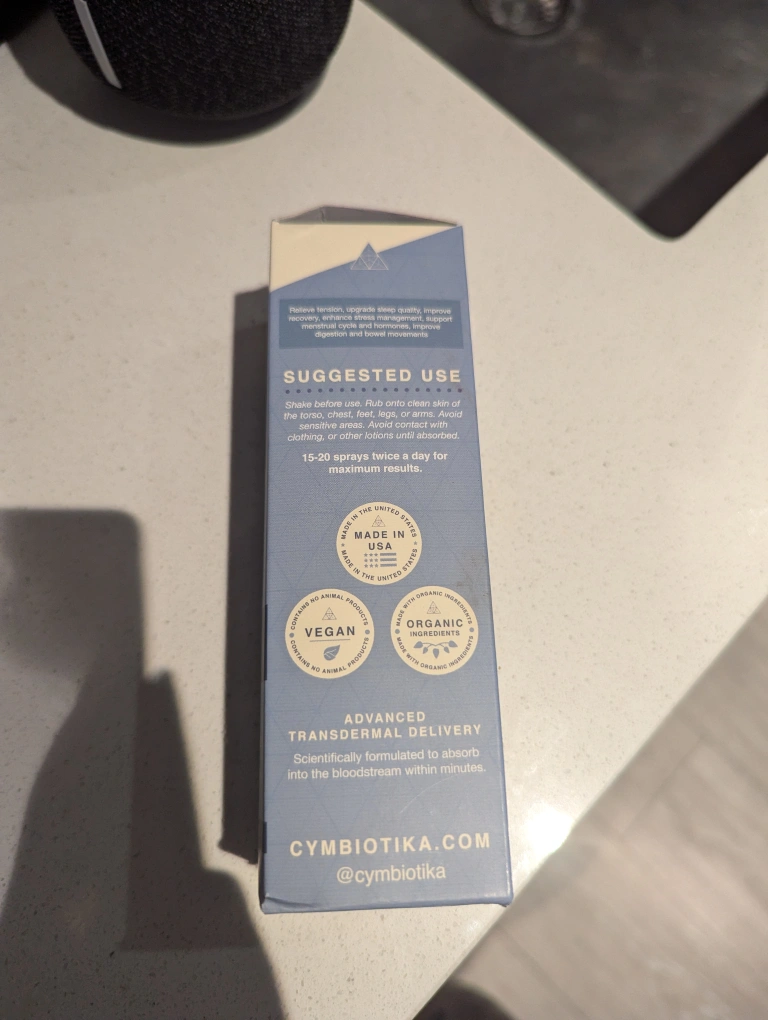 Relieve tension, upgrade sleep quality, improve
recovery, enhance stress management, support
menstrual cycle and hormones, improve
digestion and bowel movements
SUGGESTED USE
Shake before use. Rub onto clean skin of
the torso, chest, feet, legs, or arms. Avoid
sensitive areas. Avoid contact with
clothing, or other lotions until absorbed.
15-20 sprays twice a day for
maximum results.
MADE IN THE UNITED STATES
MADE IN
USA
MADE IN THE UNITED STATES
CONTAINS NO ANIMAL PRODUCTS
VEGAN
CONTAINS NO ANIMAL PRODUCTS
MADE WITH ORGANIC INGREDIENTS
ORGANIC
INGREDIENTS
MADE WITH ORGANIC INGREDIENTS
ADVANCED
TRANSDERMAL DELIVERY
Scientifically formulated to absorb
into the bloodstream within minutes.
CYMBIOTIKA.COM
@cymbiotika